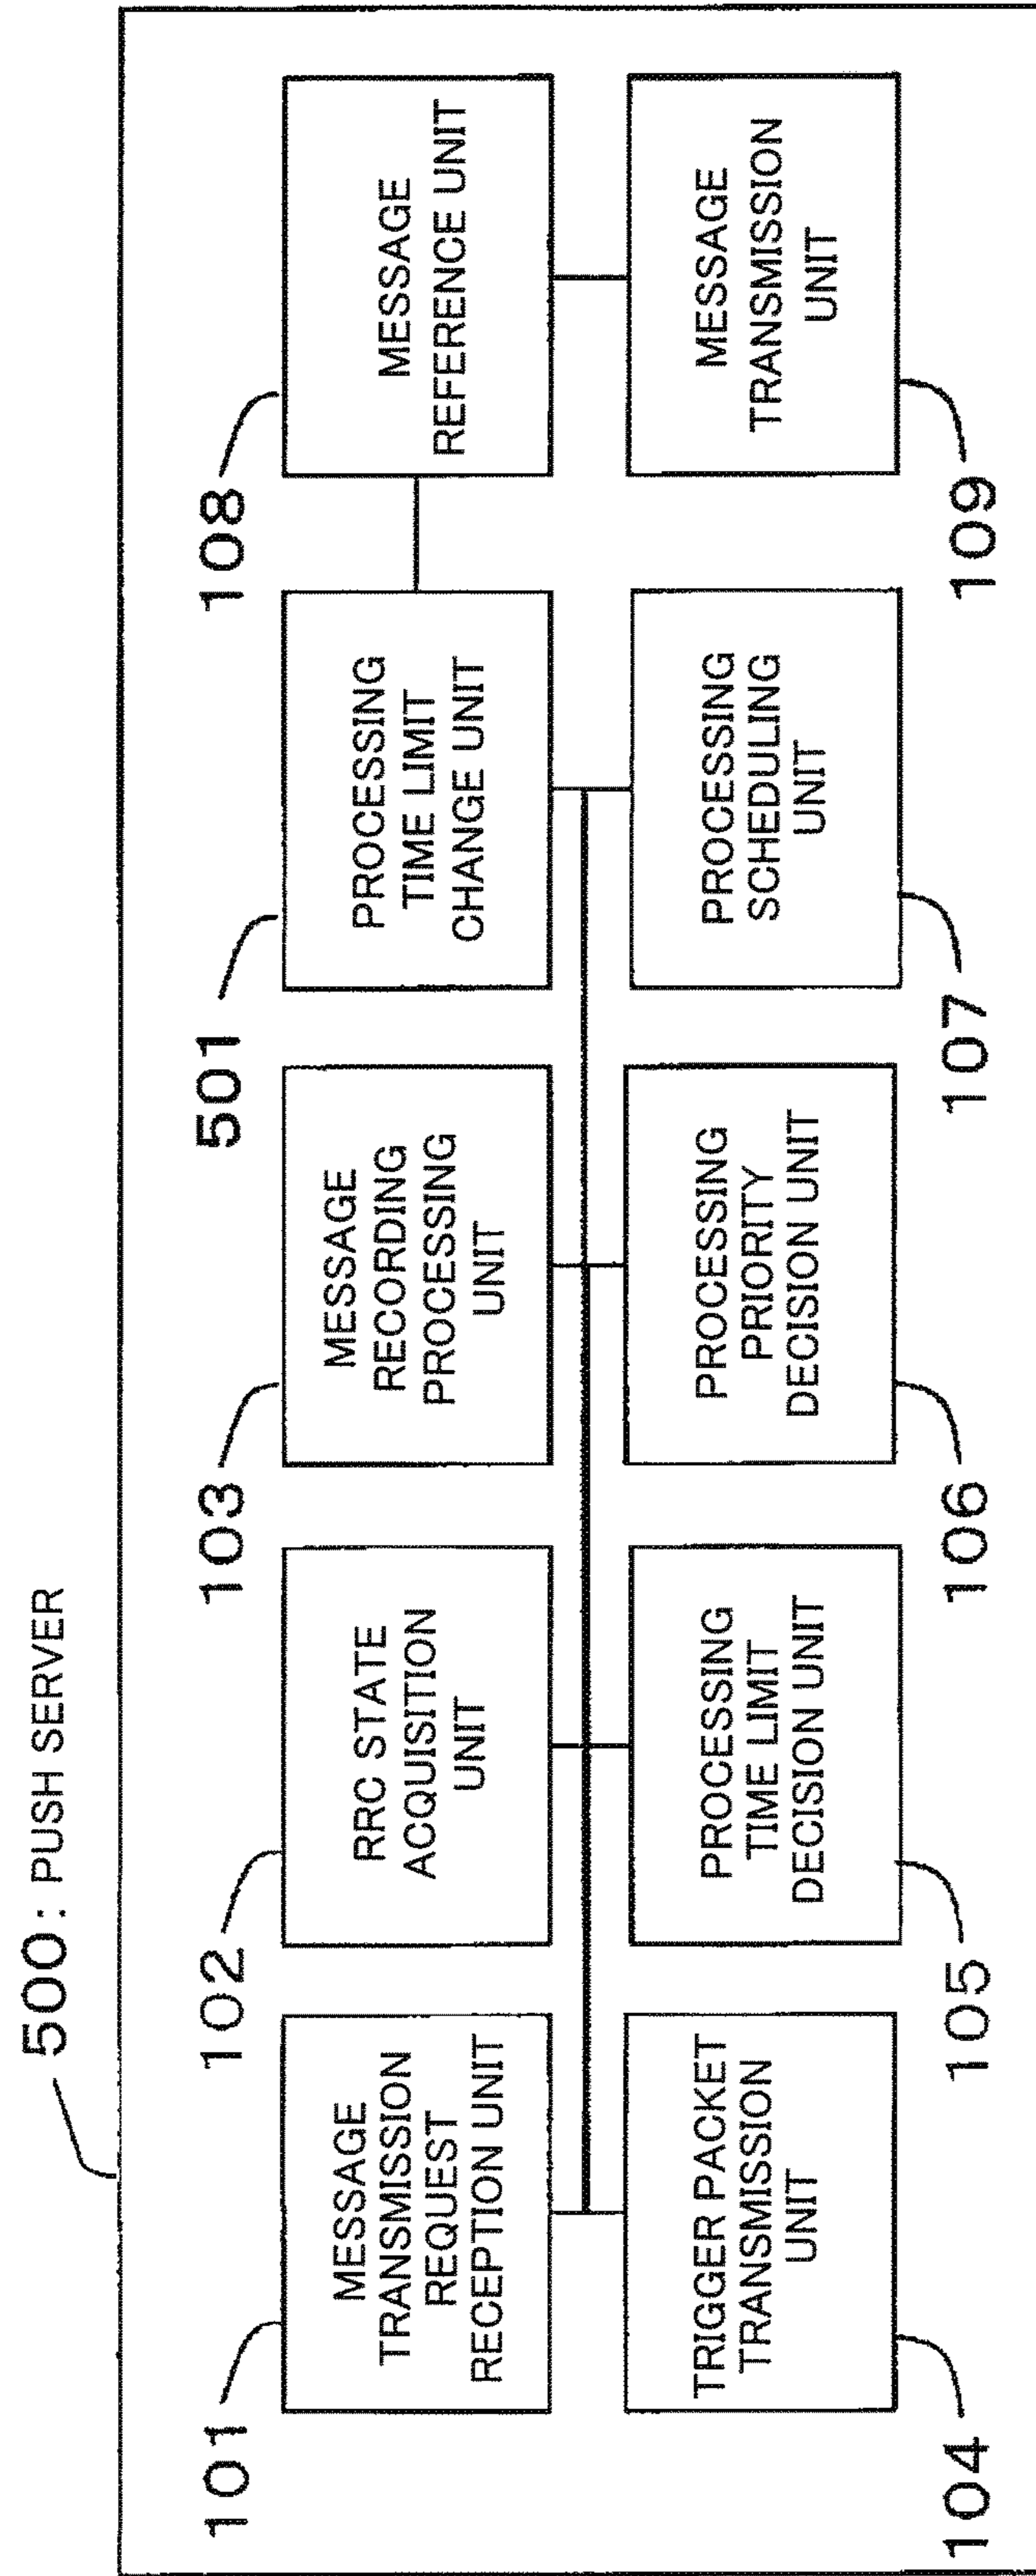 500: PUSH SERVER
101
MESSAGE
TRANSMISSION
REQUEST
RECEPTION UNIT
102
RRC STATE
ACQUISITION
UNIT
103
MESSAGE
RECORDING
PROCESSING
UNIT
501
PROCESSING
TIME LIMIT
CHANGE UNIT
108
MESSAGE
REFERENCE UNIT
TRIGGER PACKET
TRANSMISSION
UNIT
104
PROCESSING
TIME LIMIT
DECISION UNIT
105
PROCESSING
PRIORITY
DECISION UNIT
106
PROCESSING
SCHEDULING
UNIT
107
MESSAGE
TRANSMISSION
UNIT
109